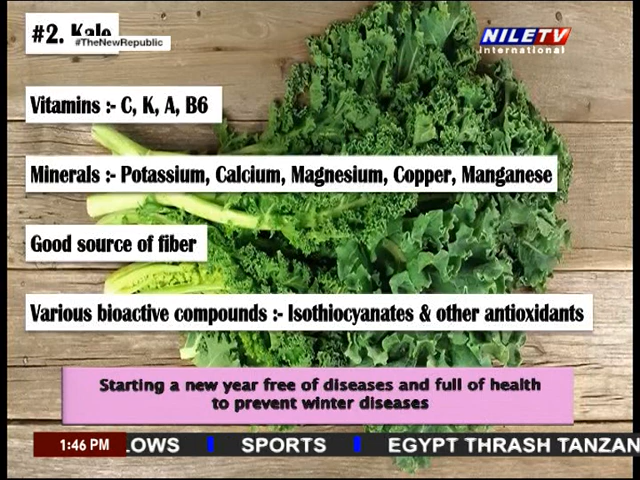 #2. Kale
#TheNewRepublic
NILETV
International
Vitamins :- C, K, A, B6
Minerals :- Potassium, Calcium, Magnesium, Copper, Manganese
Good source of fiber
Various bioactive compounds :- Isothiocyanates & other antioxidants
Starting a new year free of diseases and full of health
to prevent winter diseases
1:46 PM LOWS SPORTS EGYPT THRASH TANZAN